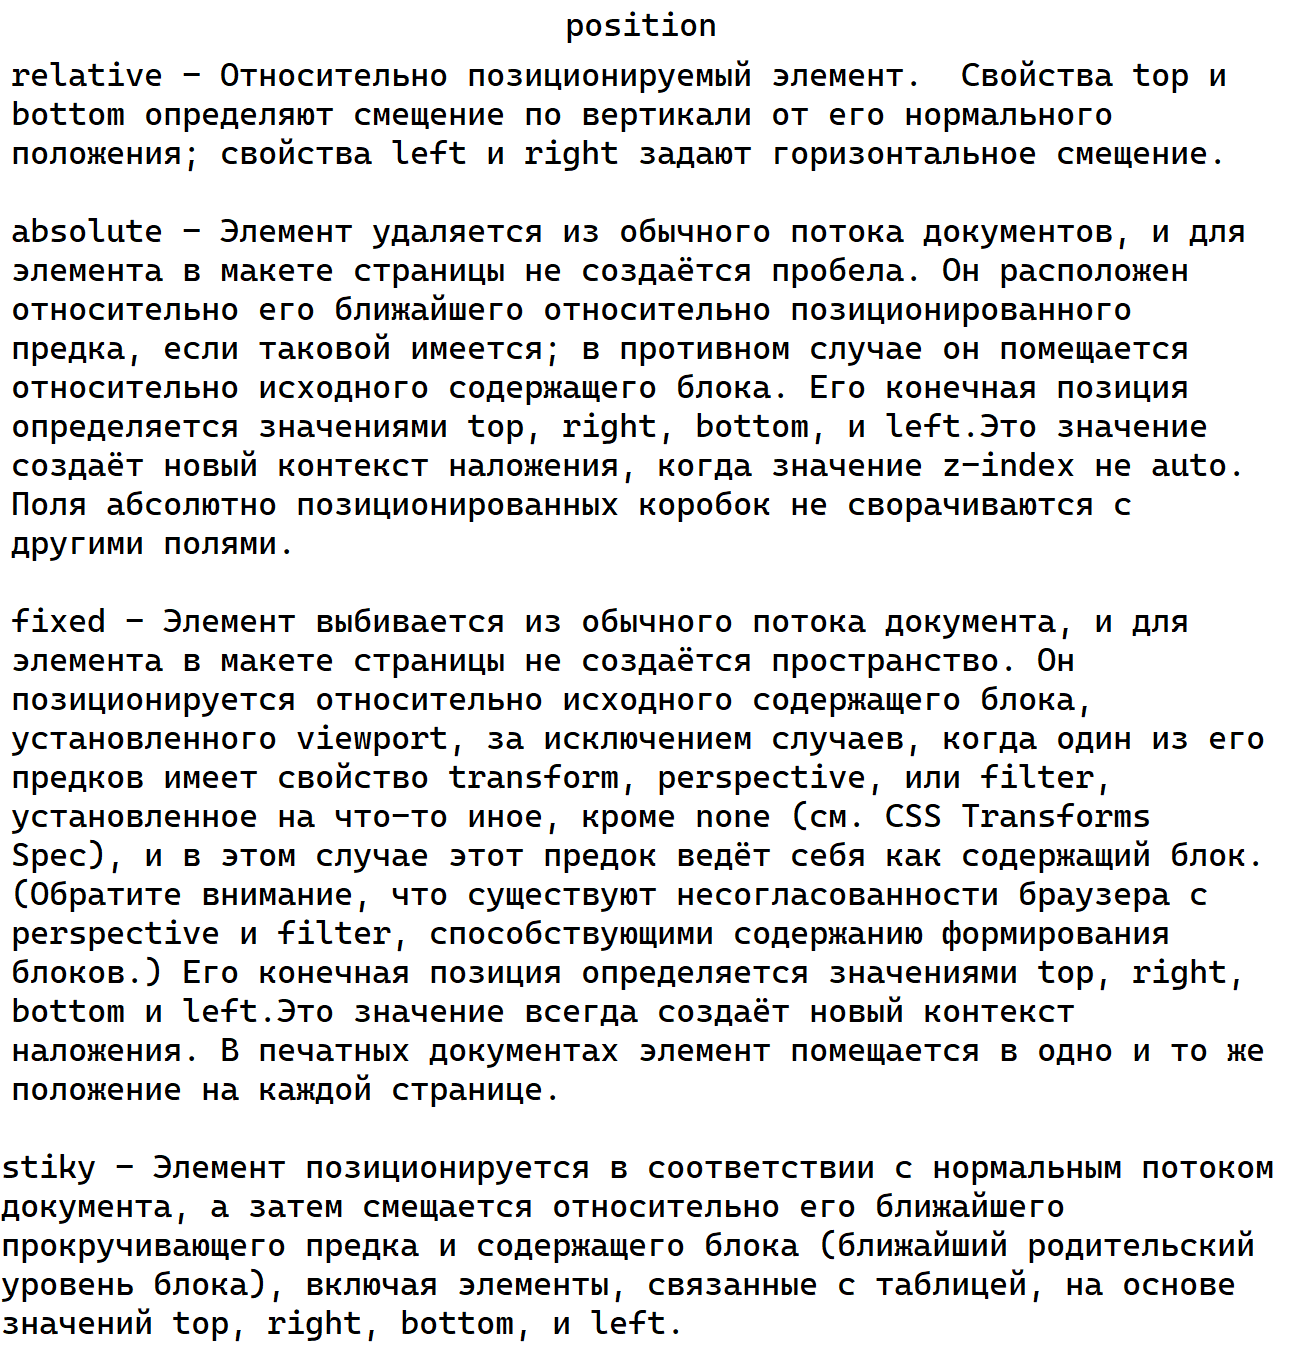 position
relative - Относительно позиционируемый элемент.  Свойства top и
bottom определяют смещение по вертикали от его нормального
положения; свойства left и right задают горизонтальное смещение.
absolute - Элемент удаляется из обычного потока документов, и для
элемента в макете страницы не создаётся пробела. Он расположен
относительно его ближайшего относительно позиционированного
предка, если таковой имеется; в противном случае он помещается
относительно исходного содержащего блока. Его конечная позиция
определяется значениями top, right, bottom, и left.Это значение
создаёт новый контекст наложения, когда значение z-index не auto.
Поля абсолютно позиционированных коробок не сворачиваются с
другими полями.
fixed - Элемент выбивается из обычного потока документа, и для
элемента в макете страницы не создаётся пространство. Он
позиционируется относительно исходного содержащего блока,
установленного viewport, за исключением случаев, когда один из его
предков имеет свойство transform, perspective, или filter,
установленное на что-то иное, кроме none (см. CSS Transforms
Spec), и в этом случае этот предок ведёт себя как содержащий блок.
(Обратите внимание, что существуют несогласованности браузера с
perspective и filter, способствующими содержанию формирования
блоков.) Его конечная позиция определяется значениями top, right,
bottom и left.Это значение всегда создаёт новый контекст
наложения. В печатных документах элемент помещается в одно и то же
положение на каждой странице.
stiky - Элемент позиционируется в соответствии с нормальным потоком
документа, а затем смещается относительно его ближайшего
прокручивающего предка и содержащего блока (ближайший родительский
уровень блока), включая элементы, связанные с таблицей, на основе
значений top, right, bottom, и left.